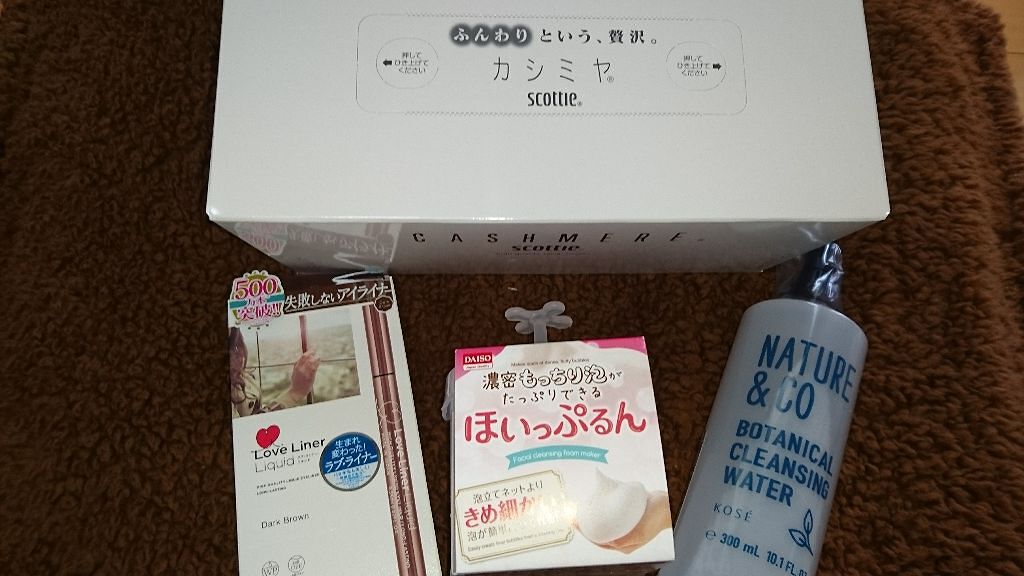 ふんわりという、贅沢。
押して
ひき上げて
ください
カシミヤ®
scottie®
押して
ひき上げて
ください
CASHMERE
scottie
500
万本
突破!!
失敗しないアイライナー
Love Liner
Liquid
生まれ
変わった!
ラブ・ライナー
Dark Brown
DAISO
濃密もっちり泡が
たっぷりできる
ほいっぷるん
Facial cleansing foam maker
泡立てネットより
きめ細か
泡が簡単
NATURE
& CO
BOTANICAL
CLEANSING
WATER
KOSÉ
℮ 300 mL 10.1 FL.